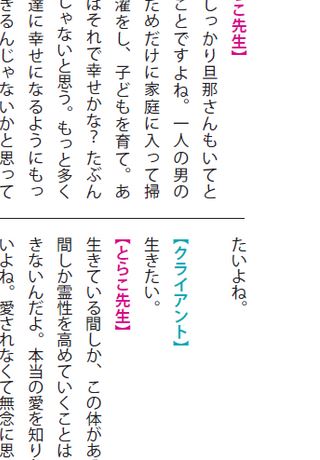 こ先生】
しっかり旦那さんもいてと
ことですよね。一人の男の
ためだけに家庭に入って掃
濯をし、子どもを育て。あ
はそれで幸せかな？たぶん
じゃないと思う。もっと多く
達に幸せになるようにもっ
きるんじゃないかと思って
たいよね。
【クライアント】
生きたい。
【とらこ先生】
生きている間しか、この体がある
間しか霊性を高めていくことは
きないんだよ。本当の愛を知り
いよね。愛されなくて無念に思